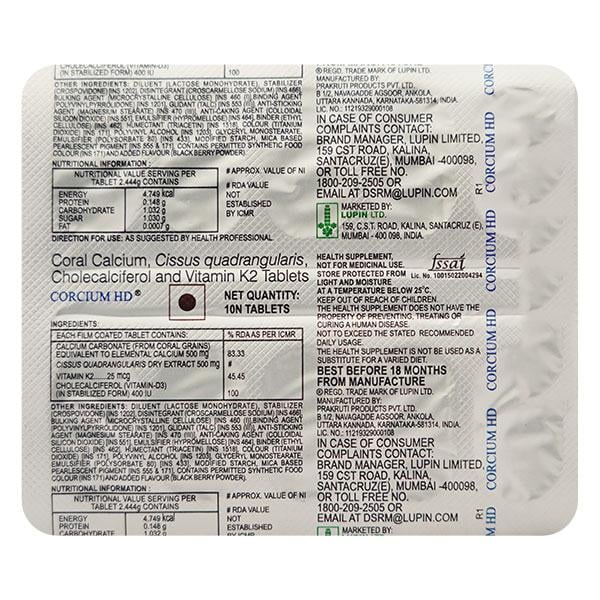 CHOLECALCIFEROL (VITAMIN-D3)
(IN STABILIZED FORM) 400 IU 100
OTHER INGREDIENTS: DILUENT (LACTOSE MONOHYDRATE), STABILIZER
(CROSPOVIDONE) [INS 1202], DISINTEGRANT (CROSCARMELLOSE SODIUM) [INS 466],
BULKING AGENT (MICROCRYSTALLINE CELLULOSE) [INS 460 (I)], BINDING AGENT
(POLYVINYLPYRROLIDONE) [INS 1201], GLIDANT (TALC) [INS 553 (III)], ANTI-STICKING
AGENT (MAGNESIUM STEARATE) [INS 470 (III)], ANTI-CAKING AGENT (COLLOIDAL
SILICON DIOXIDE) [INS 551], EMULSIFIER (HYPROMELLOSE) [INS 464], BINDER (ETHYL
CELLULOSE) [INS 462], HUMECTANT (TRIACETIN) [INS 1518], COLOUR (TITANIUM
DIOXIDE) [INS 171], POLYVINYL ALCOHOL [INS 1203], GLYCERYL MONOSTEARATE,
EMULSIFIER (POLYSORBATE 80) [INS 433], MODIFIED STARCH, MICA BASED
PEARLESCENT PIGMENT [INS 555 & 171], CONTAINS PERMITTED SYNTHETIC FOOD
COLOUR (INS 171) AND ADDED FLAVOUR (BLACK BERRY POWDER).
NUTRITIONAL INFORMATION :
NUTRITIONAL VALUE SERVING PER
TABLET 2.444g CONTAINS
ENERGY 4.749 kcal
PROTEIN 0.148 g
CARBOHYDRATE 1.032 g
SUGAR 1.030 g
FAT 0.0007 g
# APPROX. VALUE OF NI
# RDA VALUE
NOT
ESTABLISHED
BY ICMR
DIRECTION FOR USE: AS SUGGESTED BY HEALTH PROFESSIONAL
Coral Calcium, Cissus quadrangularis,
Cholecalciferol and Vitamin K2 Tablets
CORCIUM HD®
NET QUANTITY:
10N TABLETS
INGREDIENTS:
EACH FILM COATED TABLET CONTAINS: % RDA AS PER ICMR
CALCIUM CARBONATE (FROM CORAL GRAINS)
EQUIVALENT TO ELEMENTAL CALCIUM 500 mg 83.33
CISSUS QUADRANGULARIS DRY EXTRACT 500 mg #
VITAMIN K2......25 mcg 45.45
CHOLECALCIFEROL (VITAMIN-D3)
(IN STABILIZED FORM) 400 IU 100
OTHER INGREDIENTS: DILUENT (LACTOSE MONOHYDRATE), STABILIZER
(CROSPOVIDONE) [INS 1202], DISINTEGRANT (CROSCARMELLOSE SODIUM) [INS 466],
BULKING AGENT (MICROCRYSTALLINE CELLULOSE) [INS 460 (I)], BINDING AGENT
(POLYVINYLPYRROLIDONE) [INS 1201], GLIDANT (TALC) [INS 553 (III)], ANTI-STICKING
AGENT (MAGNESIUM STEARATE) [INS 470 (III)], ANTI-CAKING AGENT (COLLOIDAL
SILICON DIOXIDE) [INS 551], EMULSIFIER (HYPROMELLOSE) [INS 464], BINDER (ETHYL
CELLULOSE) [INS 462], HUMECTANT (TRIACETIN) [INS 1518], COLOUR (TITANIUM
DIOXIDE) [INS 171], POLYVINYL ALCOHOL [INS 1203], GLYCERYL MONOSTEARATE,
EMULSIFIER (POLYSORBATE 80) [INS 433], MODIFIED STARCH, MICA BASED
PEARLESCENT PIGMENT [INS 555 & 171], CONTAINS PERMITTED SYNTHETIC FOOD
COLOUR (INS 171) AND ADDED FLAVOUR (BLACK BERRY POWDER).
NUTRITIONAL INFORMATION :
NUTRITIONAL VALUE SERVING PER
TABLET 2.444g CONTAINS
ENERGY 4.749 kcal
PROTEIN 0.148 g
CARBOHYDRATE 1.032 g
# APPROX. VALUE OF NI
# RDA VALUE
NOT
ESTABLISHED
BY ICMR
® REGD. TRADE MARK OF LUPIN LTD.
MANUFACTURED BY:
PRAKRUTI PRODUCTS PVT. LTD.
B 1/2, NAVAGADDE AGSOOR, ANKOLA,
UTTARA KANNADA, KARNATAKA-581314, INDIA.
LIC. NO.: 11219329000108
IN CASE OF CONSUMER
COMPLAINTS CONTACT:
BRAND MANAGER, LUPIN LIMITED,
159 CST ROAD, KALINA,
SANTACRUZ(E), MUMBAI -400098,
OR TOLL FREE NO.
1800-209-2505 OR
EMAIL AT DSRM@LUPIN.COM
MARKETED BY:
LUPIN LTD.
159, C.S.T. ROAD, KALINA, SANTACRUZ (E),
MUMBAI - 400 098, INDIA.
HEALTH SUPPLEMENT,
NOT FOR MEDICINAL USE.
STORE PROTECTED FROM
LIGHT AND MOISTURE
AT A TEMPERATURE BELOW 25°C.
fssai
Lic. No. 10015022004294
KEEP OUT OF REACH OF CHILDREN.
THE HEALTH SUPPLEMENT DOES NOT HAVE THE
PROPERTY OF PREVENTING, TREATING OR
CURING A HUMAN DISEASE.
NOT TO EXCEED THE STATED RECOMMENDED
DAILY USAGE.
THE HEALTH SUPPLEMENT IS NOT BE USED AS A
SUBSTITUTE FOR A VARIED DIET.
BEST BEFORE 18 MONTHS
FROM MANUFACTURE
® REGD. TRADE MARK OF LUPIN LTD.
MANUFACTURED BY:
PRAKRUTI PRODUCTS PVT. LTD.
B 1/2, NAVAGADDE AGSOOR, ANKOLA,
UTTARA KANNADA, KARNATAKA-581314, INDIA.
LIC. NO.: 11219329000108
IN CASE OF CONSUMER
COMPLAINTS CONTACT:
BRAND MANAGER, LUPIN LIMITED,
159 CST ROAD, KALINA,
SANTACRUZ(E), MUMBAI -400098,
OR TOLL FREE NO.
1800-209-2505 OR
EMAIL AT DSRM@LUPIN.COM
MARKETED BY:
R1
R1
CORC
CORCIUM HD
CORCIUM HD
CORCIUM HD
CORCIUM HD
M HD